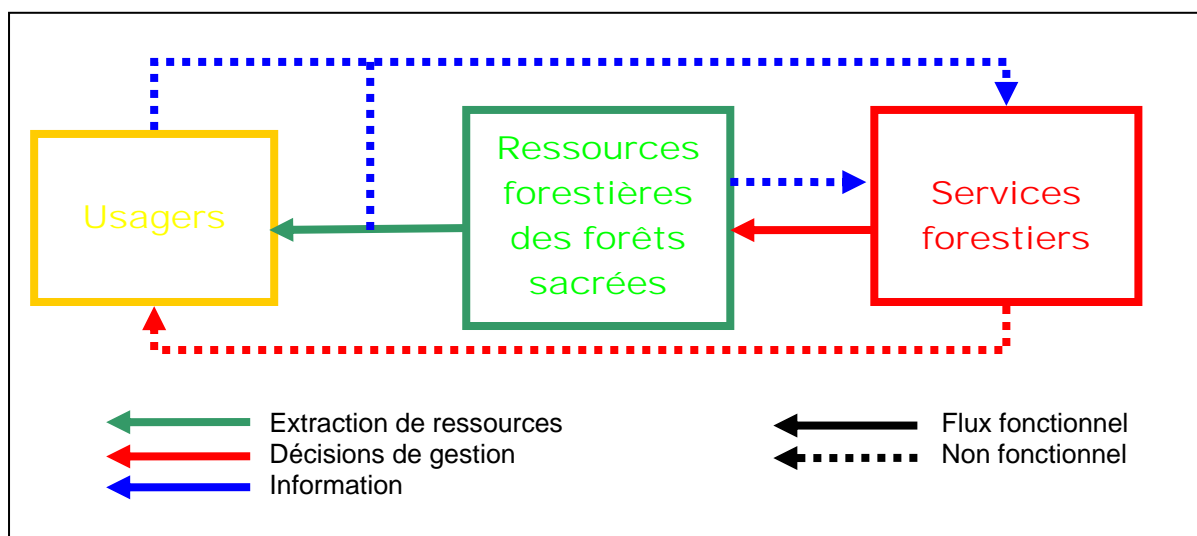 Usagers
Ressources
forestières
des forêts
sacrées
Services
forestiers
Extraction de ressources
Décisions de gestion
Information
Flux fonctionnel
Non fonctionnel